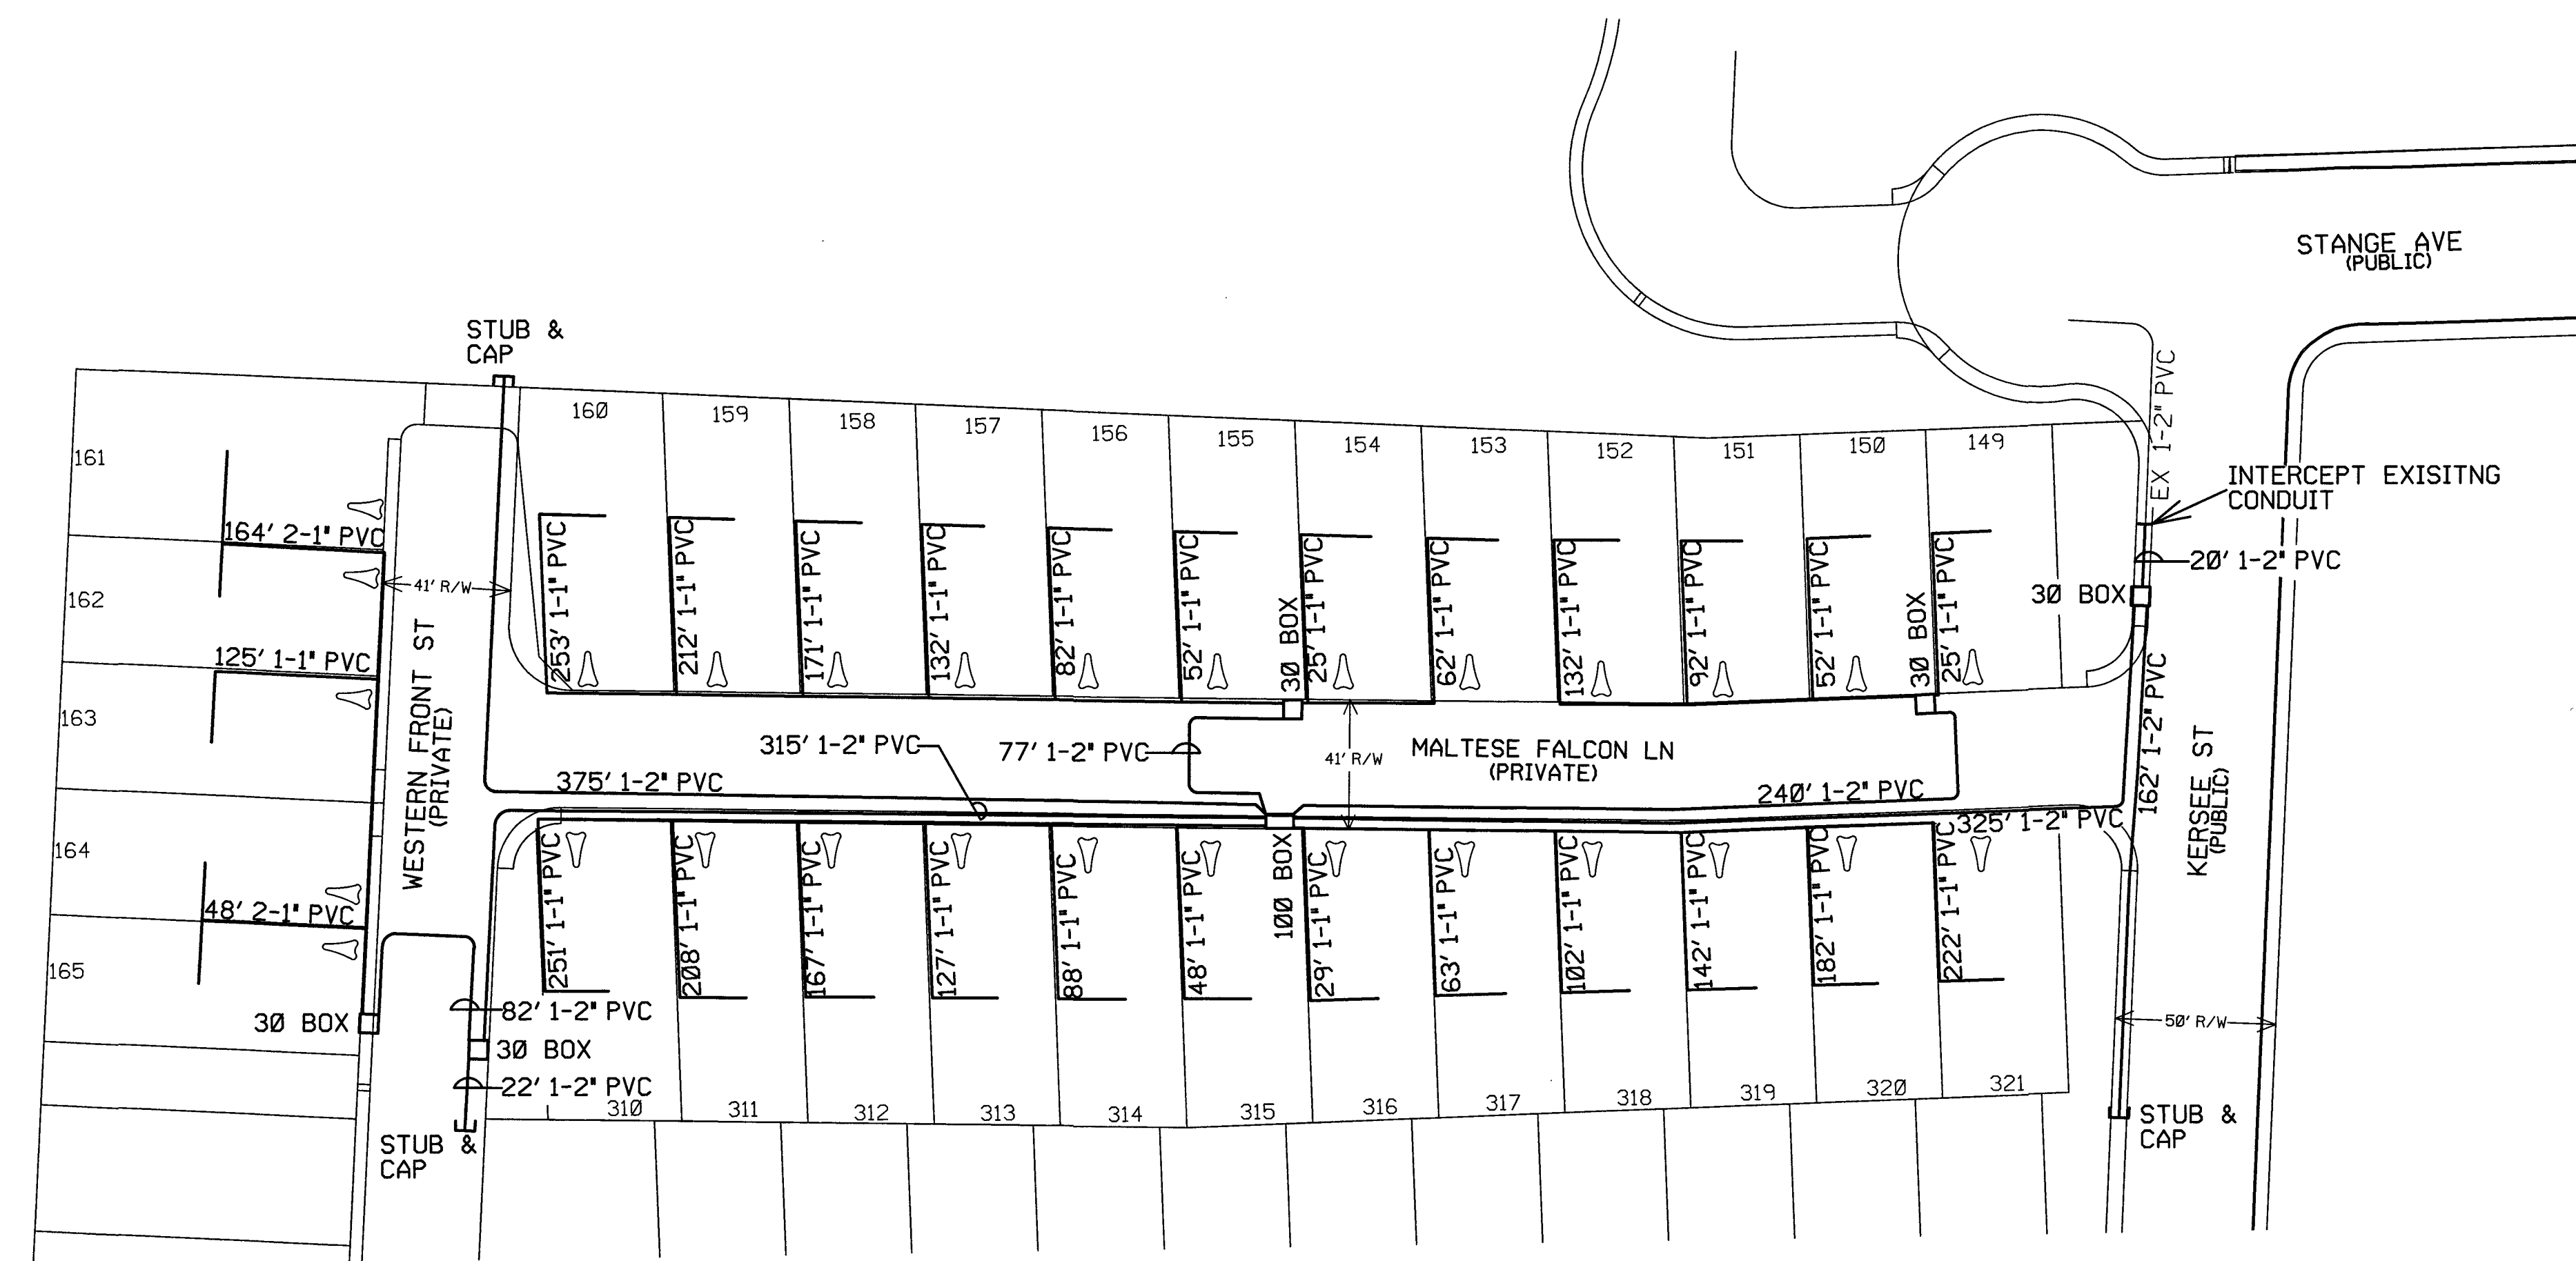 STANGE AVE
(PUBLIC)
STUB &
CAP
EX 1-2" PVC
INTERCEPT EXISITNG
CONDUIT
20' 1-2" PVC
30 BOX
160
159
158
157
156
155
154
153
152
151
150
149
161
162
163
164
165
164' 2-1" PVC
125' 1-1" PVC
48' 2-1" PVC
41' R/W
WESTERN FRONT ST
(PRIVATE)
253' 1-1" PVC
212' 1-1" PVC
171' 1-1" PVC
132' 1-1" PVC
82' 1-1" PVC
52' 1-1" PVC
30 BOX
25' 1-1" PVC
62' 1-1" PVC
132' 1-1" PVC
92' 1-1" PVC
52' 1-1" PVC
30 BOX
25' 1-1" PVC
162' 1-2" PVC
KERSEE ST
(PUBLIC)
315' 1-2" PVC
77' 1-2" PVC
41' R/W
MALTESE FALCON LN
(PRIVATE)
375' 1-2" PVC
240' 1-2" PVC
325' 1-2" PVC
251' 1-1" PVC
208' 1-1" PVC
167' 1-1" PVC
127' 1-1" PVC
88' 1-1" PVC
48' 1-1" PVC
100 BOX
29' 1-1" PVC
63' 1-1" PVC
102' 1-1" PVC
142' 1-1" PVC
182' 1-1" PVC
222' 1-1" PVC
50' R/W
30 BOX
82' 1-2" PVC
30 BOX
22' 1-2" PVC
310
311
312
313
314
315
316
317
318
319
320
321
STUB &
CAP
STUB &
CAP